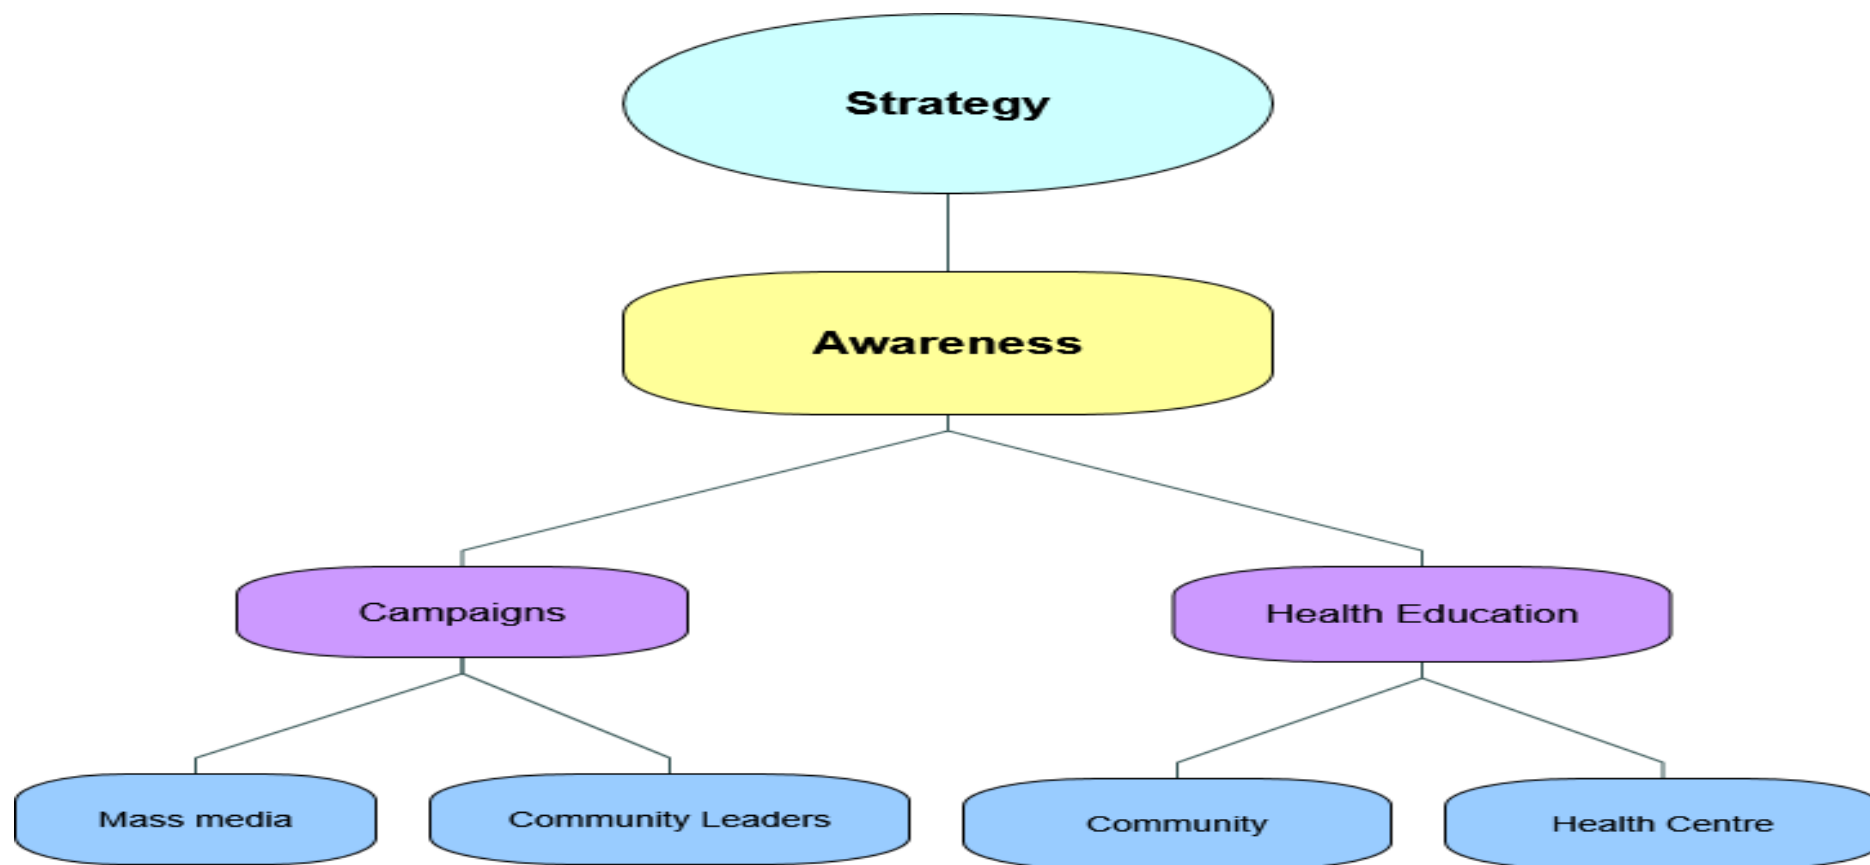 Strategy
Awareness
Campaigns
Health Education
Mass media
Community Leaders
Community
Health Centre